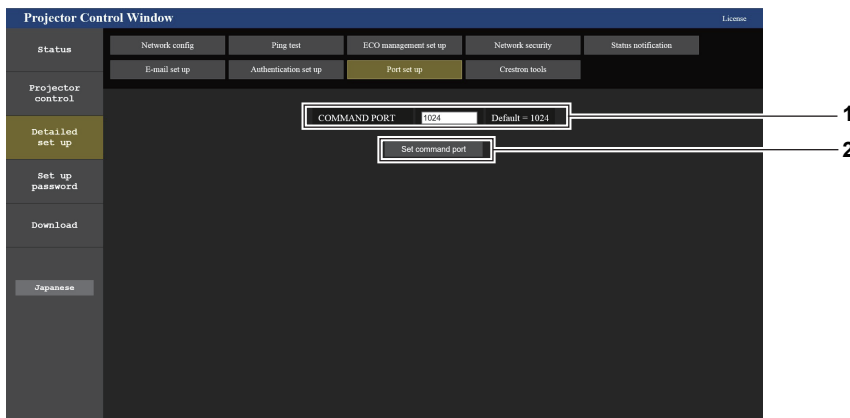 Projector Control Window
License
Status
Projector
control
Detailed
set up
Set up
password
Download
Japanese
Network config
Ping test
ECO management set up
Network security
Status notification
E-mail set up
Authentication set up
Port set up
Crestron tools
COMMAND PORT 1024 Default = 1024
1
Set command port
2